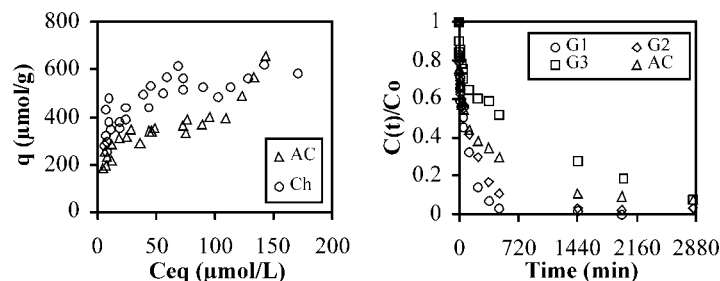 800
600
400
200
0
q (µmol/g)
0 50 100 150 200
Ceq (µmol/L)
AC
Ch
1
0.8
0.6
0.4
0.2
0
C(t)/Co
0 720 1440 2160 2880
Time (min)
G1 G2
G3 AC